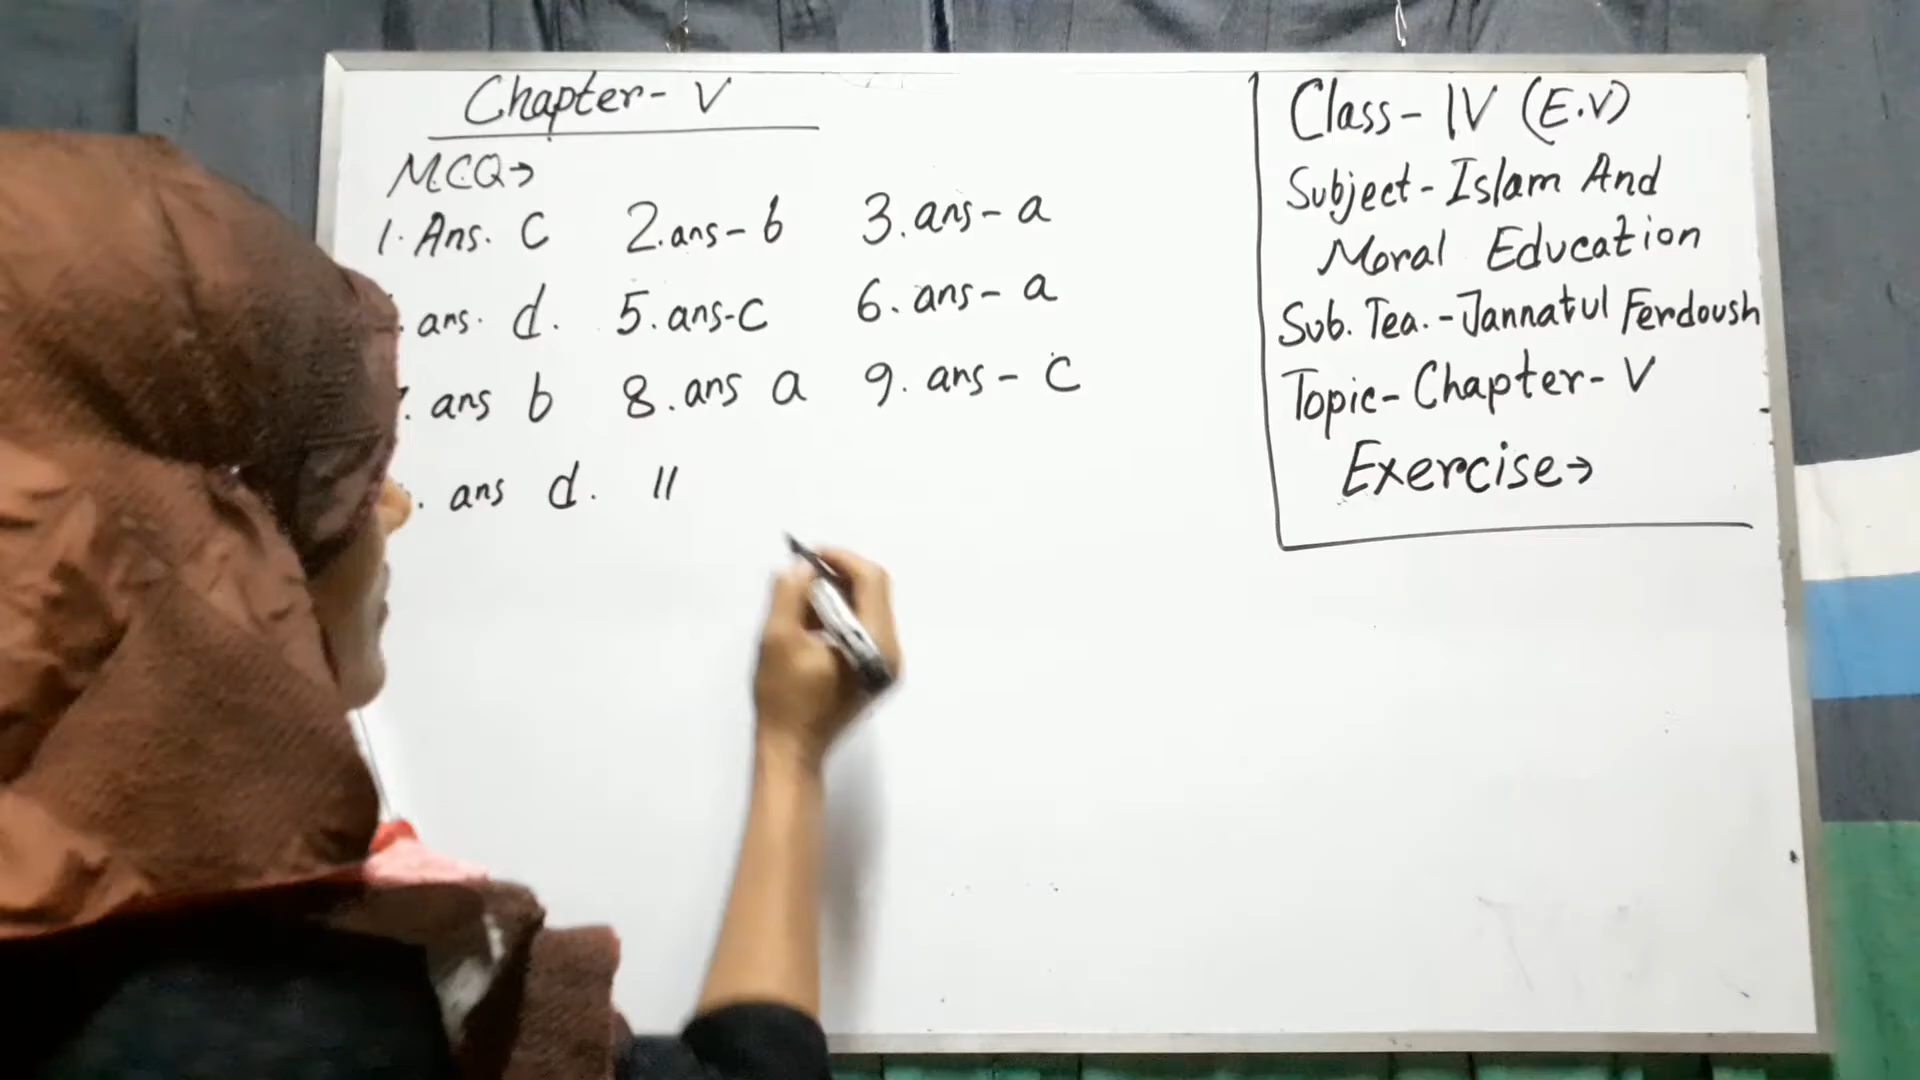 Chapter- V
MCQ→
1. Ans. C 2. ans- b 3. ans- a
. ans. d. 5. ans-c 6. ans- a
. ans b 8. ans a 9. ans- c
. ans d. 11
Class- IV (E.V)
Subject- Islam And
Moral Education
Sub. Tea.- Jannatul Ferdoush
Topic- Chapter- V
Exercise→